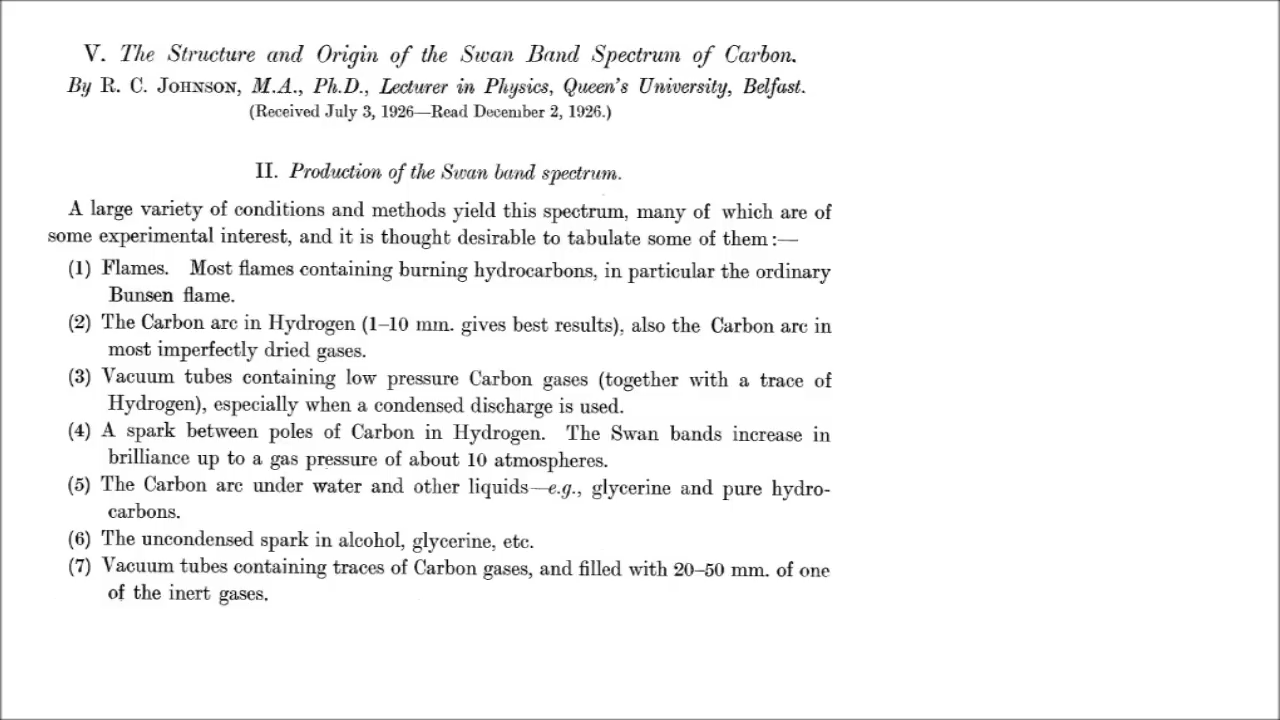 V. The Structure and Origin of the Swan Band Spectrum of Carbon.
By R. C. JOHNSON, M.A., Ph.D., Lecturer in Physics, Queen's University, Belfast.
(Received July 3, 1926—Read December 2, 1926.)
II. Production of the Swan band spectrum.
A large variety of conditions and methods yield this spectrum, many of which are of
some experimental interest, and it is thought desirable to tabulate some of them:—
(1) Flames. Most flames containing burning hydrocarbons, in particular the ordinary
Bunsen flame.
(2) The Carbon arc in Hydrogen (1–10 mm. gives best results), also the Carbon arc in
most imperfectly dried gases.
(3) Vacuum tubes containing low pressure Carbon gases (together with a trace of
Hydrogen), especially when a condensed discharge is used.
(4) A spark between poles of Carbon in Hydrogen. The Swan bands increase in
brilliance up to a gas pressure of about 10 atmospheres.
(5) The Carbon arc under water and other liquids—e.g., glycerine and pure hydro-
carbons.
(6) The uncondensed spark in alcohol, glycerine, etc.
(7) Vacuum tubes containing traces of Carbon gases, and filled with 20–50 mm. of one
of the inert gases.